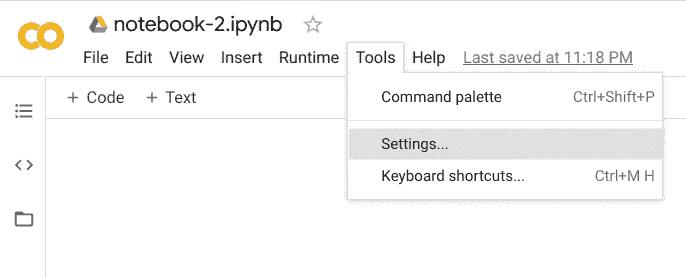 notebook-2.ipynb
File Edit View Insert Runtime Tools Help Last saved at 11:18 PM
+ Code + Text
Command palette Ctrl+Shift+P
Settings...
Keyboard shortcuts... Ctrl+M H